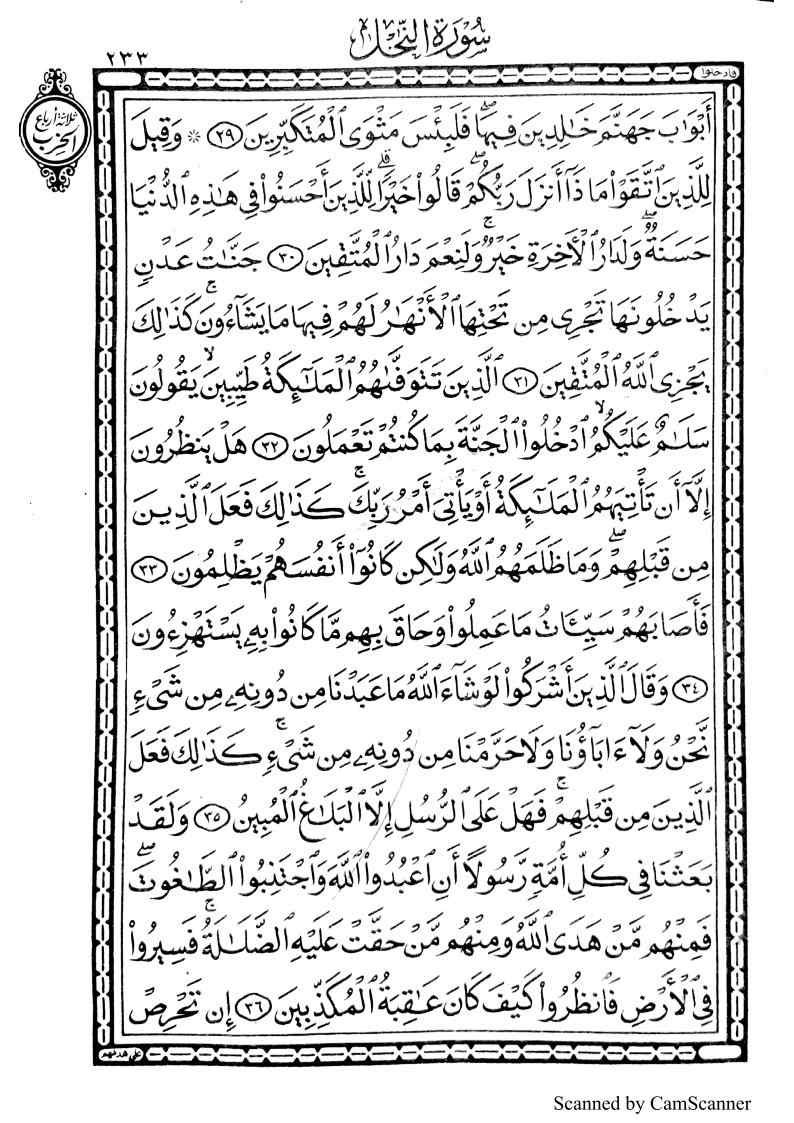 سُورَةُ النَّحل
٢٣٣
فادخلوا
ثلاثة أرباع
الحزب
أَبْوَٰبَ جَهَنَّمَ خَٰلِدِينَ فِيهَاۖ فَلَبِئْسَ مَثْوَى ٱلْمُتَكَبِّرِينَ ٢٩ * وَقِيلَ
لِلَّذِينَ ٱتَّقَوْا۟ مَاذَآ أَنزَلَ رَبُّكُمْۖ قَالُوا۟ خَيْرًاۗ لِّلَّذِينَ أَحْسَنُوا۟ فِى هَٰذِهِ ٱلدُّنْيَا
حَسَنَةٌۖ وَلَدَارُ ٱلْأَخِرَةِ خَيْرٌۚ وَلَنِعْمَ دَارُ ٱلْمُتَّقِينَ ٣٠ جَنَّٰتُ عَدْنٍ
يَدْخُلُونَهَا تَجْرِى مِن تَحْتِهَا ٱلْأَنْهَٰرُ لَهُمْ فِيهَا مَا يَشَآءُونَۚ كَذَٰلِكَ
يَجْزِى ٱللَّهُ ٱلْمُتَّقِينَ ٣١ ٱلَّذِينَ تَتَوَفَّىٰهُمُ ٱلْمَلَٰٓئِكَةُ طَيِّبِينَۙ يَقُولُونَ
سَلَٰمٌ عَلَيْكُمُۙ ٱدْخُلُوا۟ ٱلْجَنَّةَ بِمَا كُنتُمْ تَعْمَلُونَ ٣٢ هَلْ يَنظُرُونَ
إِلَّآ أَن تَأْتِيَهُمُ ٱلْمَلَٰٓئِكَةُ أَوْ يَأْتِىَ أَمْرُ رَبِّكَۚ كَذَٰلِكَ فَعَلَ ٱلَّذِينَ
مِن قَبْلِهِمْۖ وَمَا ظَلَمَهُمُ ٱللَّهُ وَلَٰكِن كَانُوٓا۟ أَنفُسَهُمْ يَظْلِمُونَ ٣٣
فَأَصَابَهُمْ سَيِّـَٔاتُ مَا عَمِلُوا۟ وَحَاقَ بِهِم مَّا كَانُوا۟ بِهِۦ يَسْتَهْزِءُونَ
٣٤ وَقَالَ ٱلَّذِينَ أَشْرَكُوا۟ لَوْ شَآءَ ٱللَّهُ مَا عَبَدْنَا مِن دُونِهِۦ مِن شَىْءٍ
نَّحْنُ وَلَآ ءَابَآؤُنَا وَلَا حَرَّمْنَا مِن دُونِهِۦ مِن شَىْءٍۚ كَذَٰلِكَ فَعَلَ
ٱلَّذِينَ مِن قَبْلِهِمْۚ فَهَلْ عَلَى ٱلرُّسُلِ إِلَّا ٱلْبَلَٰغُ ٱلْمُبِينُ ٣٥ وَلَقَدْ
بَعَثْنَا فِى كُلِّ أُمَّةٍ رَّسُولًا أَنِ ٱعْبُدُوا۟ ٱللَّهَ وَٱجْتَنِبُوا۟ ٱلطَّٰغُوتَۖ
فَمِنْهُم مَّنْ هَدَى ٱللَّهُ وَمِنْهُم مَّنْ حَقَّتْ عَلَيْهِ ٱلضَّلَٰلَةُۚ فَسِيرُوا۟
فِى ٱلْأَرْضِ فَٱنظُرُوا۟ كَيْفَ كَانَ عَٰقِبَةُ ٱلْمُكَذِّبِينَ ٣٦ إِن تَحْرِصْ
على هدىهم
Scanned by CamScanner